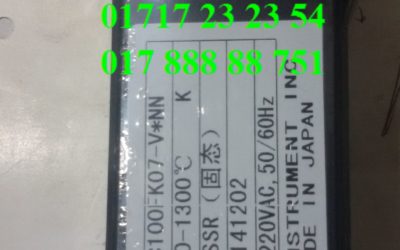 01717 23 23 54
017 888 88 751
100F-K07-V*NN
0-1300℃ K
SSR (固态)
141202
220VAC, 50/60Hz
STRUMENT INC
DE IN JAPAN